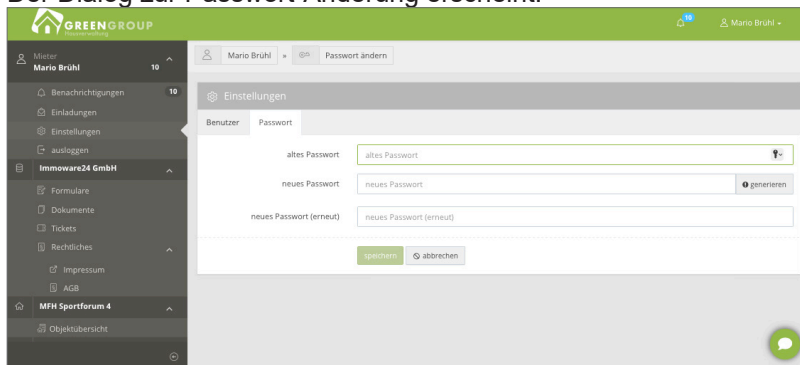 Der Dialog zur Passwort-Änderung erscheint.
GREENGROUP
Hausverwaltung
10
Mario Brühl
Mieter
Mario Brühl 10
Benachrichtigungen 10
Einladungen
Einstellungen
ausloggen
Immoware24 GmbH
Formulare
Dokumente
Tickets
Rechtliches
Impressum
AGB
MFH Sportforum 4
Objektübersicht
Mario Brühl » Passwort ändern
Einstellungen
Benutzer Passwort
altes Passwort altes Passwort
neues Passwort neues Passwort generieren
neues Passwort (erneut) neues Passwort (erneut)
speichern abbrechen